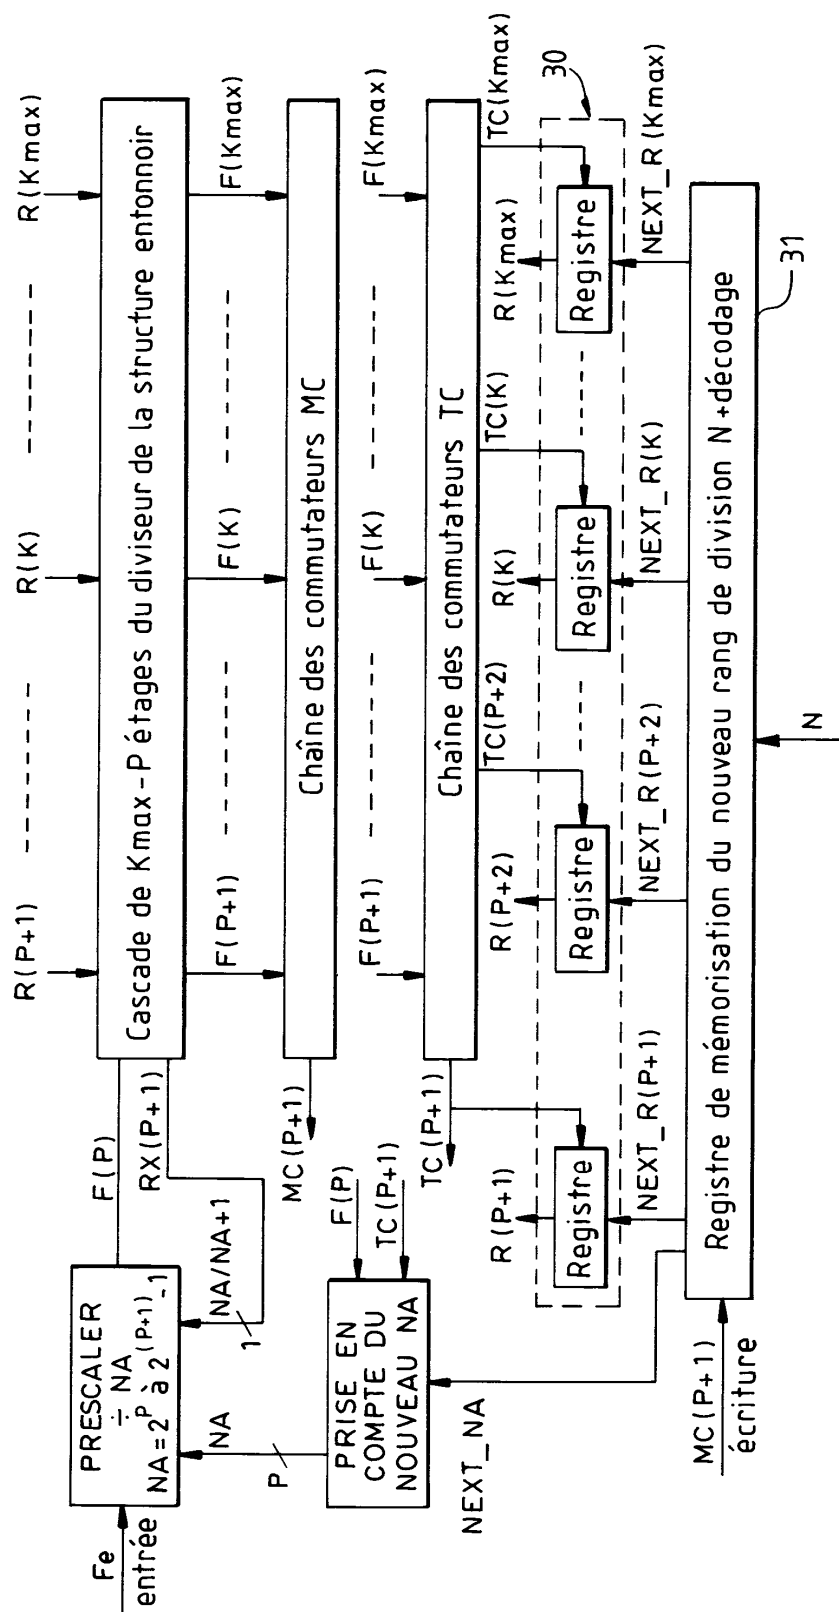 R(P+1)
R(K)
R(Kmax)
Fe
entrée
PRESCALER
÷ NA
NA = 2^P à 2^(P+1)-1
F(P)
RX(P+1)
Cascade de Kmax-P étages du diviseur de la structure entonnoir
NA
P
NA/NA+1
1
F(P+1)
F(K)
F(Kmax)
MC(P+1)
Chaîne des commutateurs MC
F(P)
TC(P+1)
F(P+1)
F(K)
F(Kmax)
PRISE EN
COMPTE DU
NOUVEAU NA
TC(P+1)
Chaîne des commutateurs TC
TC(P+2)
TC(K)
TC(Kmax)
30
R(P+1)
R(P+2)
R(K)
R(Kmax)
Registre
Registre
Registre
Registre
NEXT_NA
NEXT_R(P+1)
NEXT_R(P+2)
NEXT_R(K)
NEXT_R(Kmax)
MC(P+1)
écriture
Registre de mémorisation du nouveau rang de division N+décodage
31
N